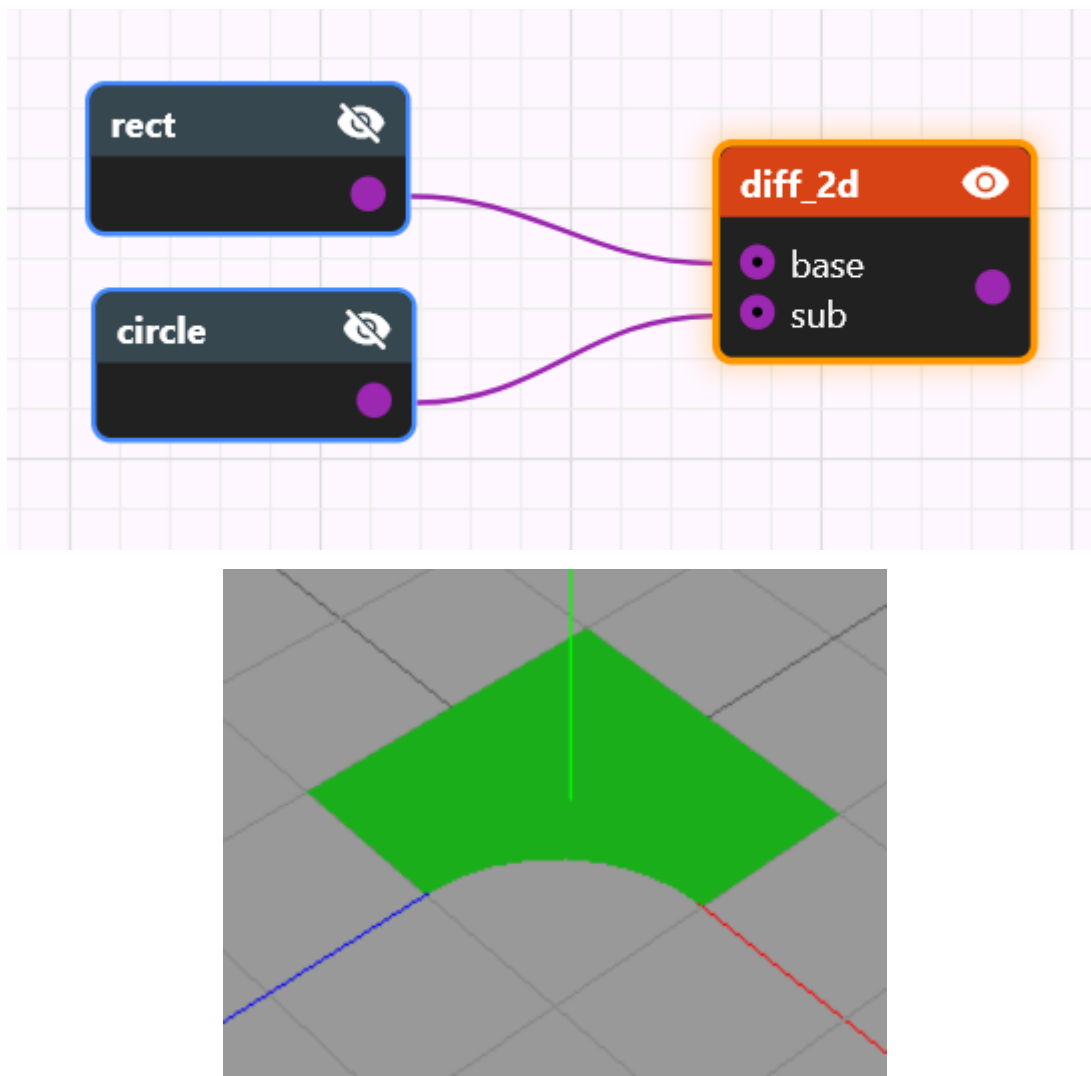 rect
circle
diff_2d
base
sub